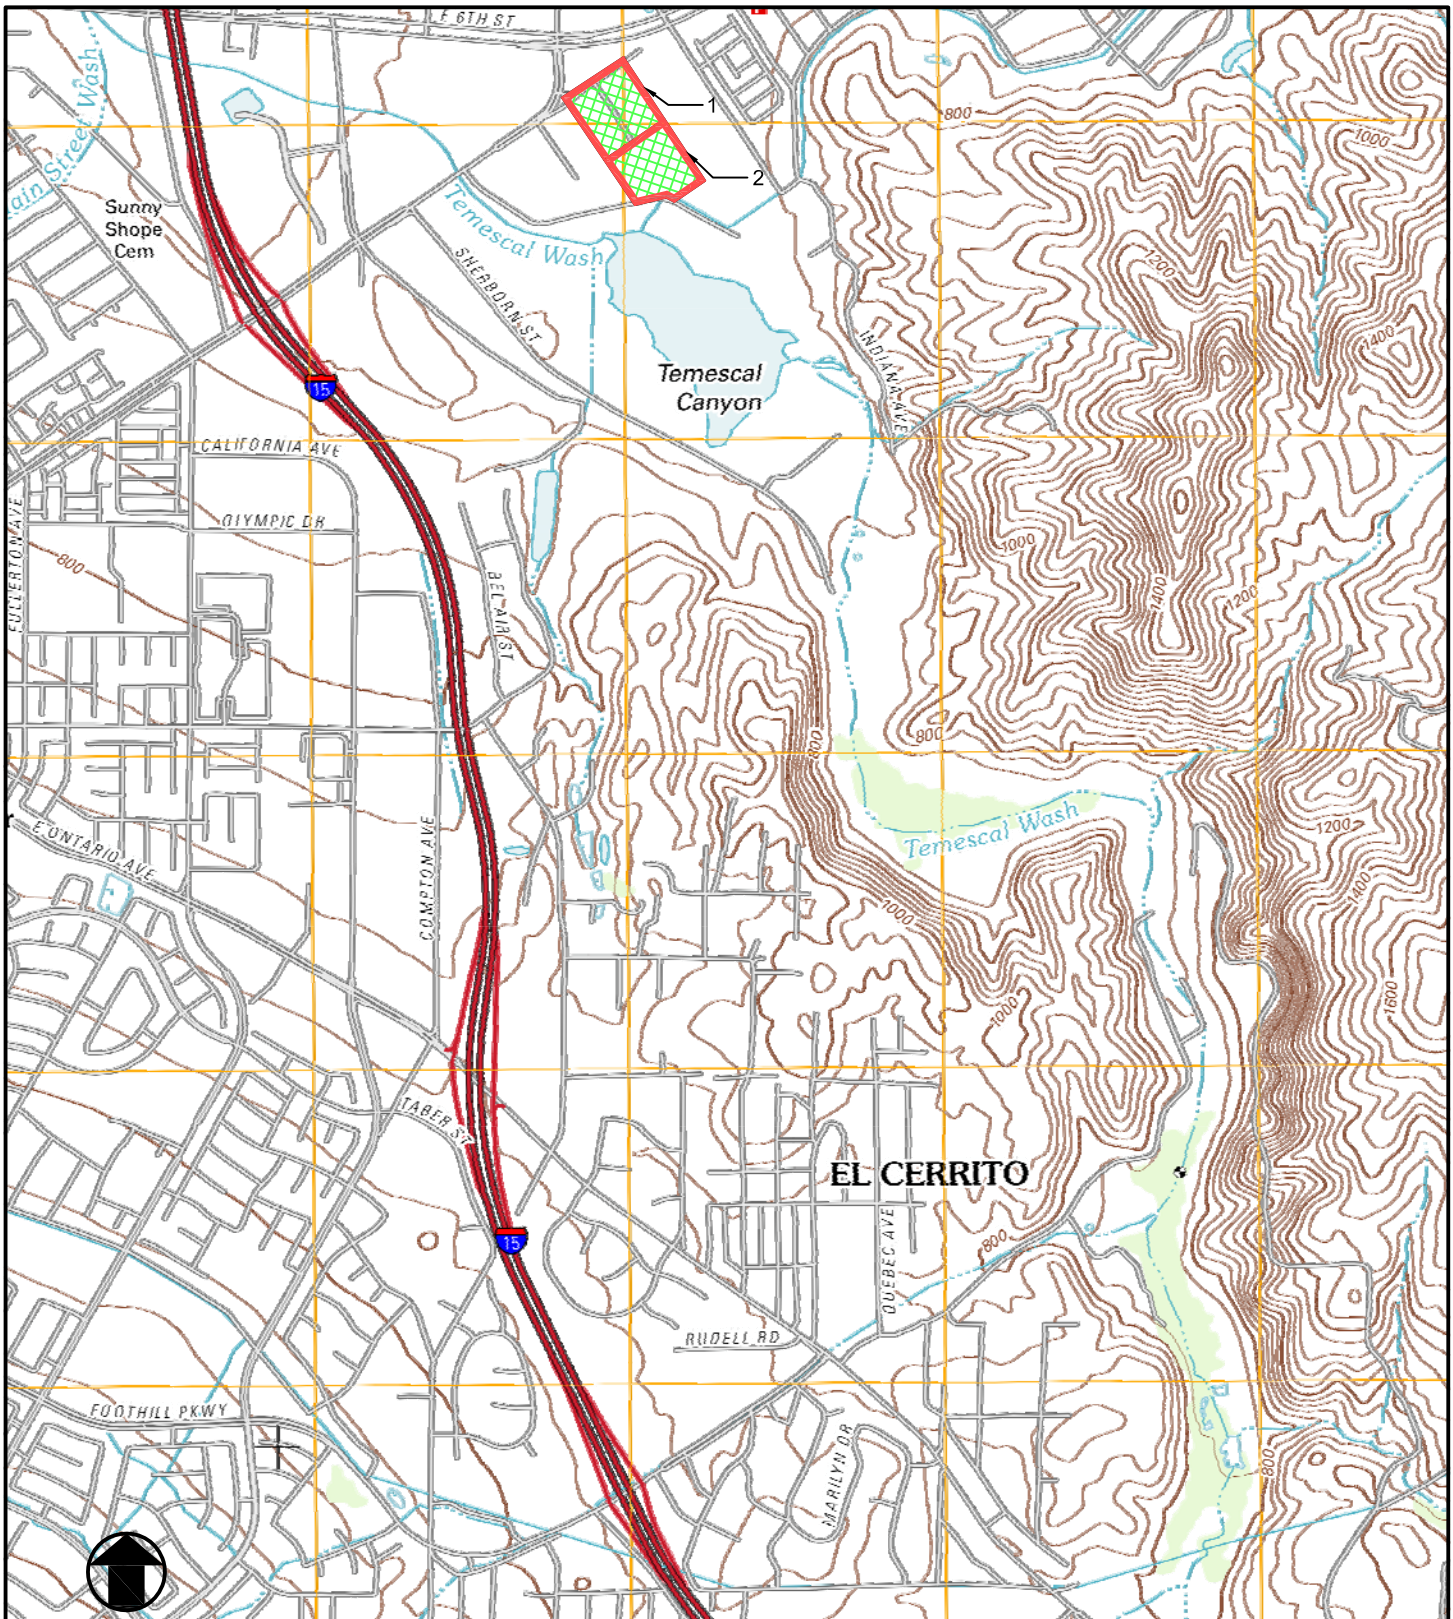 E 6TH ST
1
800
1000
2
ain Street Wash
Sunny
Shope
Cem
Temescal Wash
SHERBORN ST
1200
INDIANA AVE
1400
Temescal
Canyon
15
CALIFORNIA AVE
FULLERTON AVE
OLYMPIC DR
800
1000
BEL AIR ST
1400
1200
800
800
E ONTARIO AVE
COMPTON AVE
Temescal Wash
1200
1400
1000
1000
1600
TABER ST
EL CERRITO
15
QUEBEC AVE
800
RUDELL RD
FOOTHILL PKWY
MARILYN DR
800